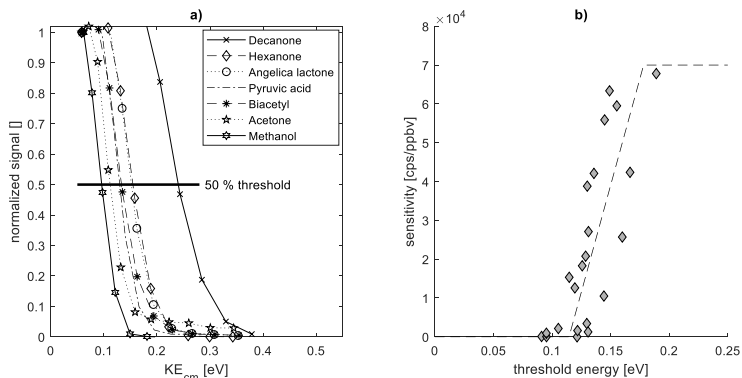 a)
1
0.9
0.8
0.7
0.6
0.5
0.4
0.3
0.2
0.1
0
normalized signal []
0
0.1
0.2
0.3
0.4
0.5
KE_cm [eV]
Decanone
Hexanone
Angelica lactone
Pyruvic acid
Biacetyl
Acetone
Methanol
50 % threshold
b)
× 10^4
8
7
6
5
4
3
2
1
0
sensitivity [cps/ppbv]
0
0.05
0.1
0.15
0.2
0.25
threshold energy [eV]